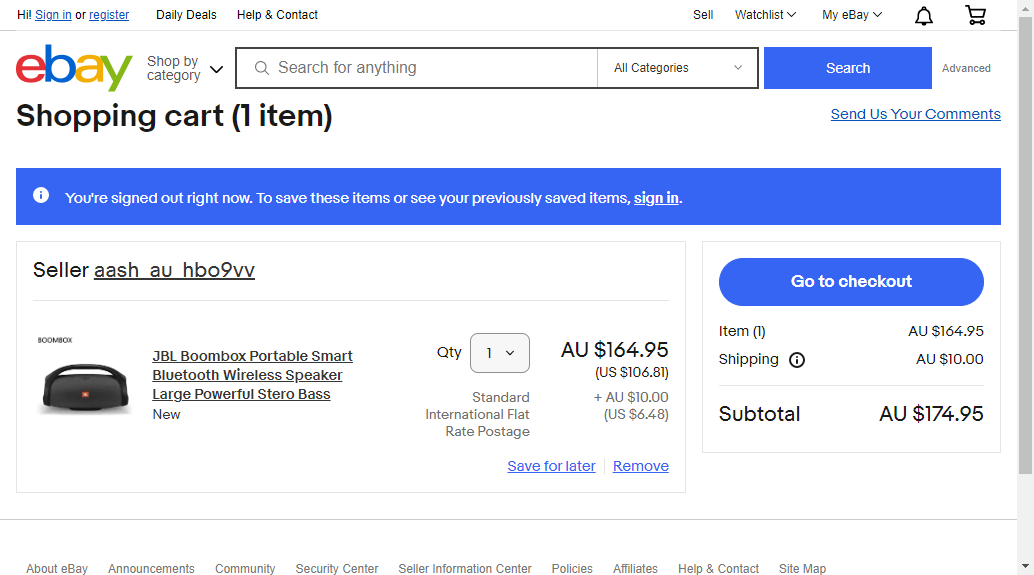 Hi! Sign in or register Daily Deals Help & Contact Sell Watchlist My eBay
ebay
Shop by
category
Search for anything
All Categories
Search
Advanced
Shopping cart (1 item)
Send Us Your Comments
You're signed out right now. To save these items or see your previously saved items, sign in.
Seller aash_au_hbo9vv
BOOMBOX
JBL Boombox Portable Smart
Bluetooth Wireless Speaker
Large Powerful Stero Bass
New
Qty 1
AU $164.95
(US $106.81)
Standard
International Flat
Rate Postage
+ AU $10.00
(US $6.48)
Save for later Remove
Go to checkout
Item (1) AU $164.95
Shipping AU $10.00
Subtotal AU $174.95
About eBay Announcements Community Security Center Seller Information Center Policies Affiliates Help & Contact Site Map